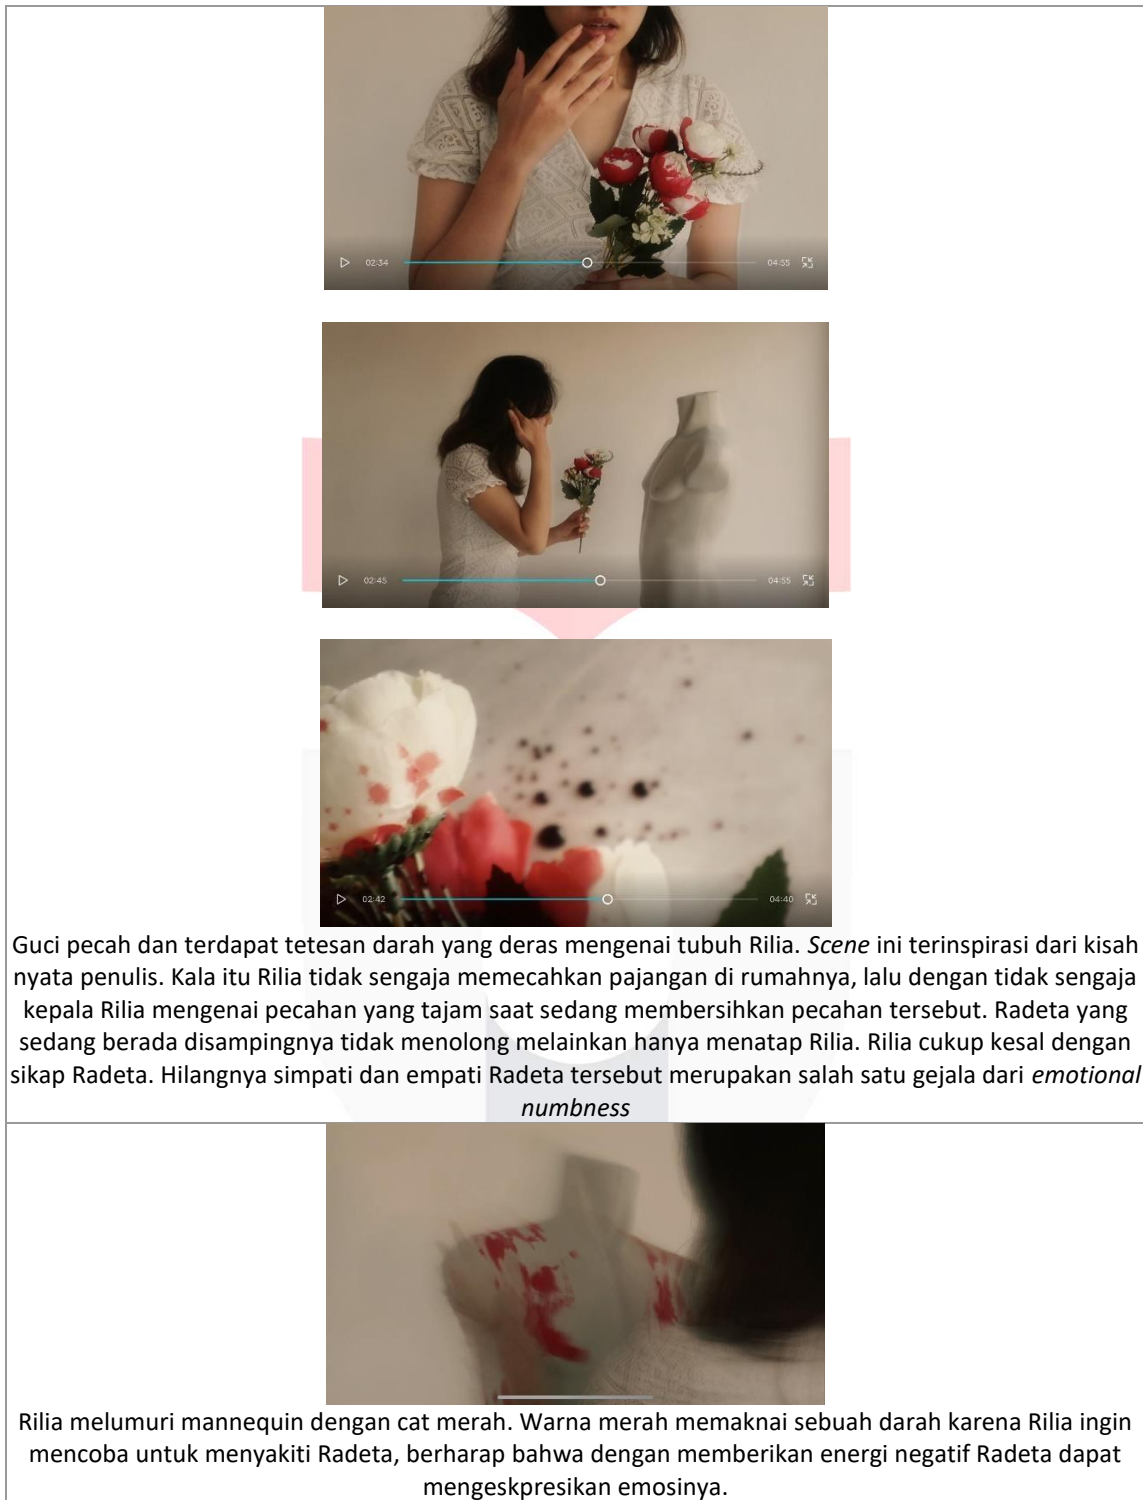 02:34 04:55
02:45 04:55
02:42 04:40
Guci pecah dan terdapat tetesan darah yang deras mengenai tubuh Rilia. Scene ini terinspirasi dari kisah
nyata penulis. Kala itu Rilia tidak sengaja memecahkan pajangan di rumahnya, lalu dengan tidak sengaja
kepala Rilia mengenai pecahan yang tajam saat sedang membersihkan pecahan tersebut. Radeta yang
sedang berada disampingnya tidak menolong melainkan hanya menatap Rilia. Rilia cukup kesal dengan
sikap Radeta. Hilangnya simpati dan empati Radeta tersebut merupakan salah satu gejala dari emotional
numbness
Rilia melumuri mannequin dengan cat merah. Warna merah memaknai sebuah darah karena Rilia ingin
mencoba untuk menyakiti Radeta, berharap bahwa dengan memberikan energi negatif Radeta dapat
mengeskpresikan emosinya.